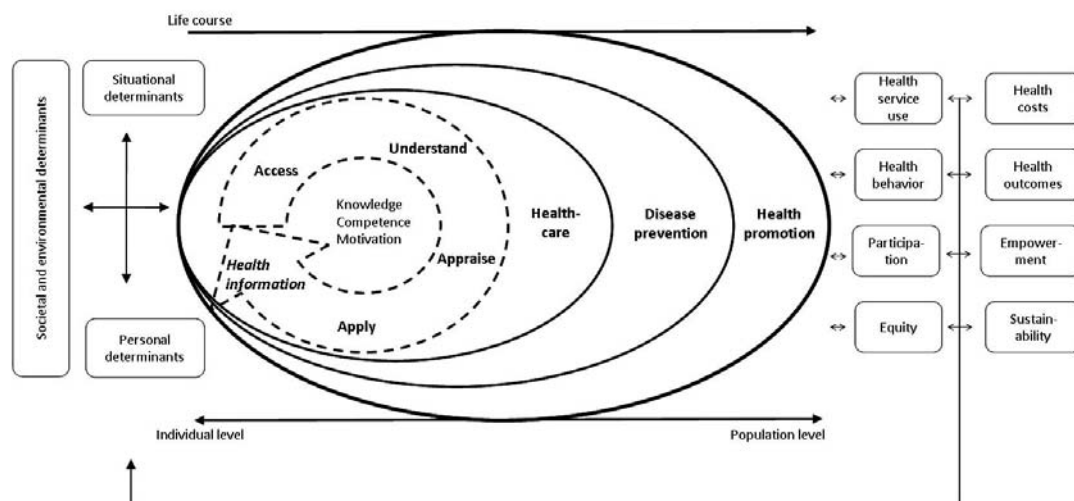 Life course
Societal and environmental determinants
Situational
determinants
Personal
determinants
Access
Understand
Knowledge
Competence
Motivation
Health
information
Appraise
Apply
Health-
care
Disease
prevention
Health
promotion
Health
service
use
Health
costs
Health
behavior
Health
outcomes
Participa-
tion
Empower-
ment
Equity
Sustain-
ability
Individual level
Population level